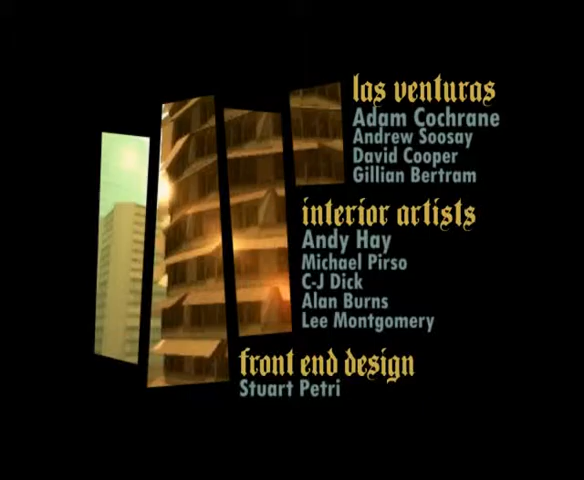 las venturas
Adam Cochrane
Andrew Soosay
David Cooper
Gillian Bertram
interior artists
Andy Hay
Michael Pirso
C-J Dick
Alan Burns
Lee Montgomery
front end design
Stuart Petri